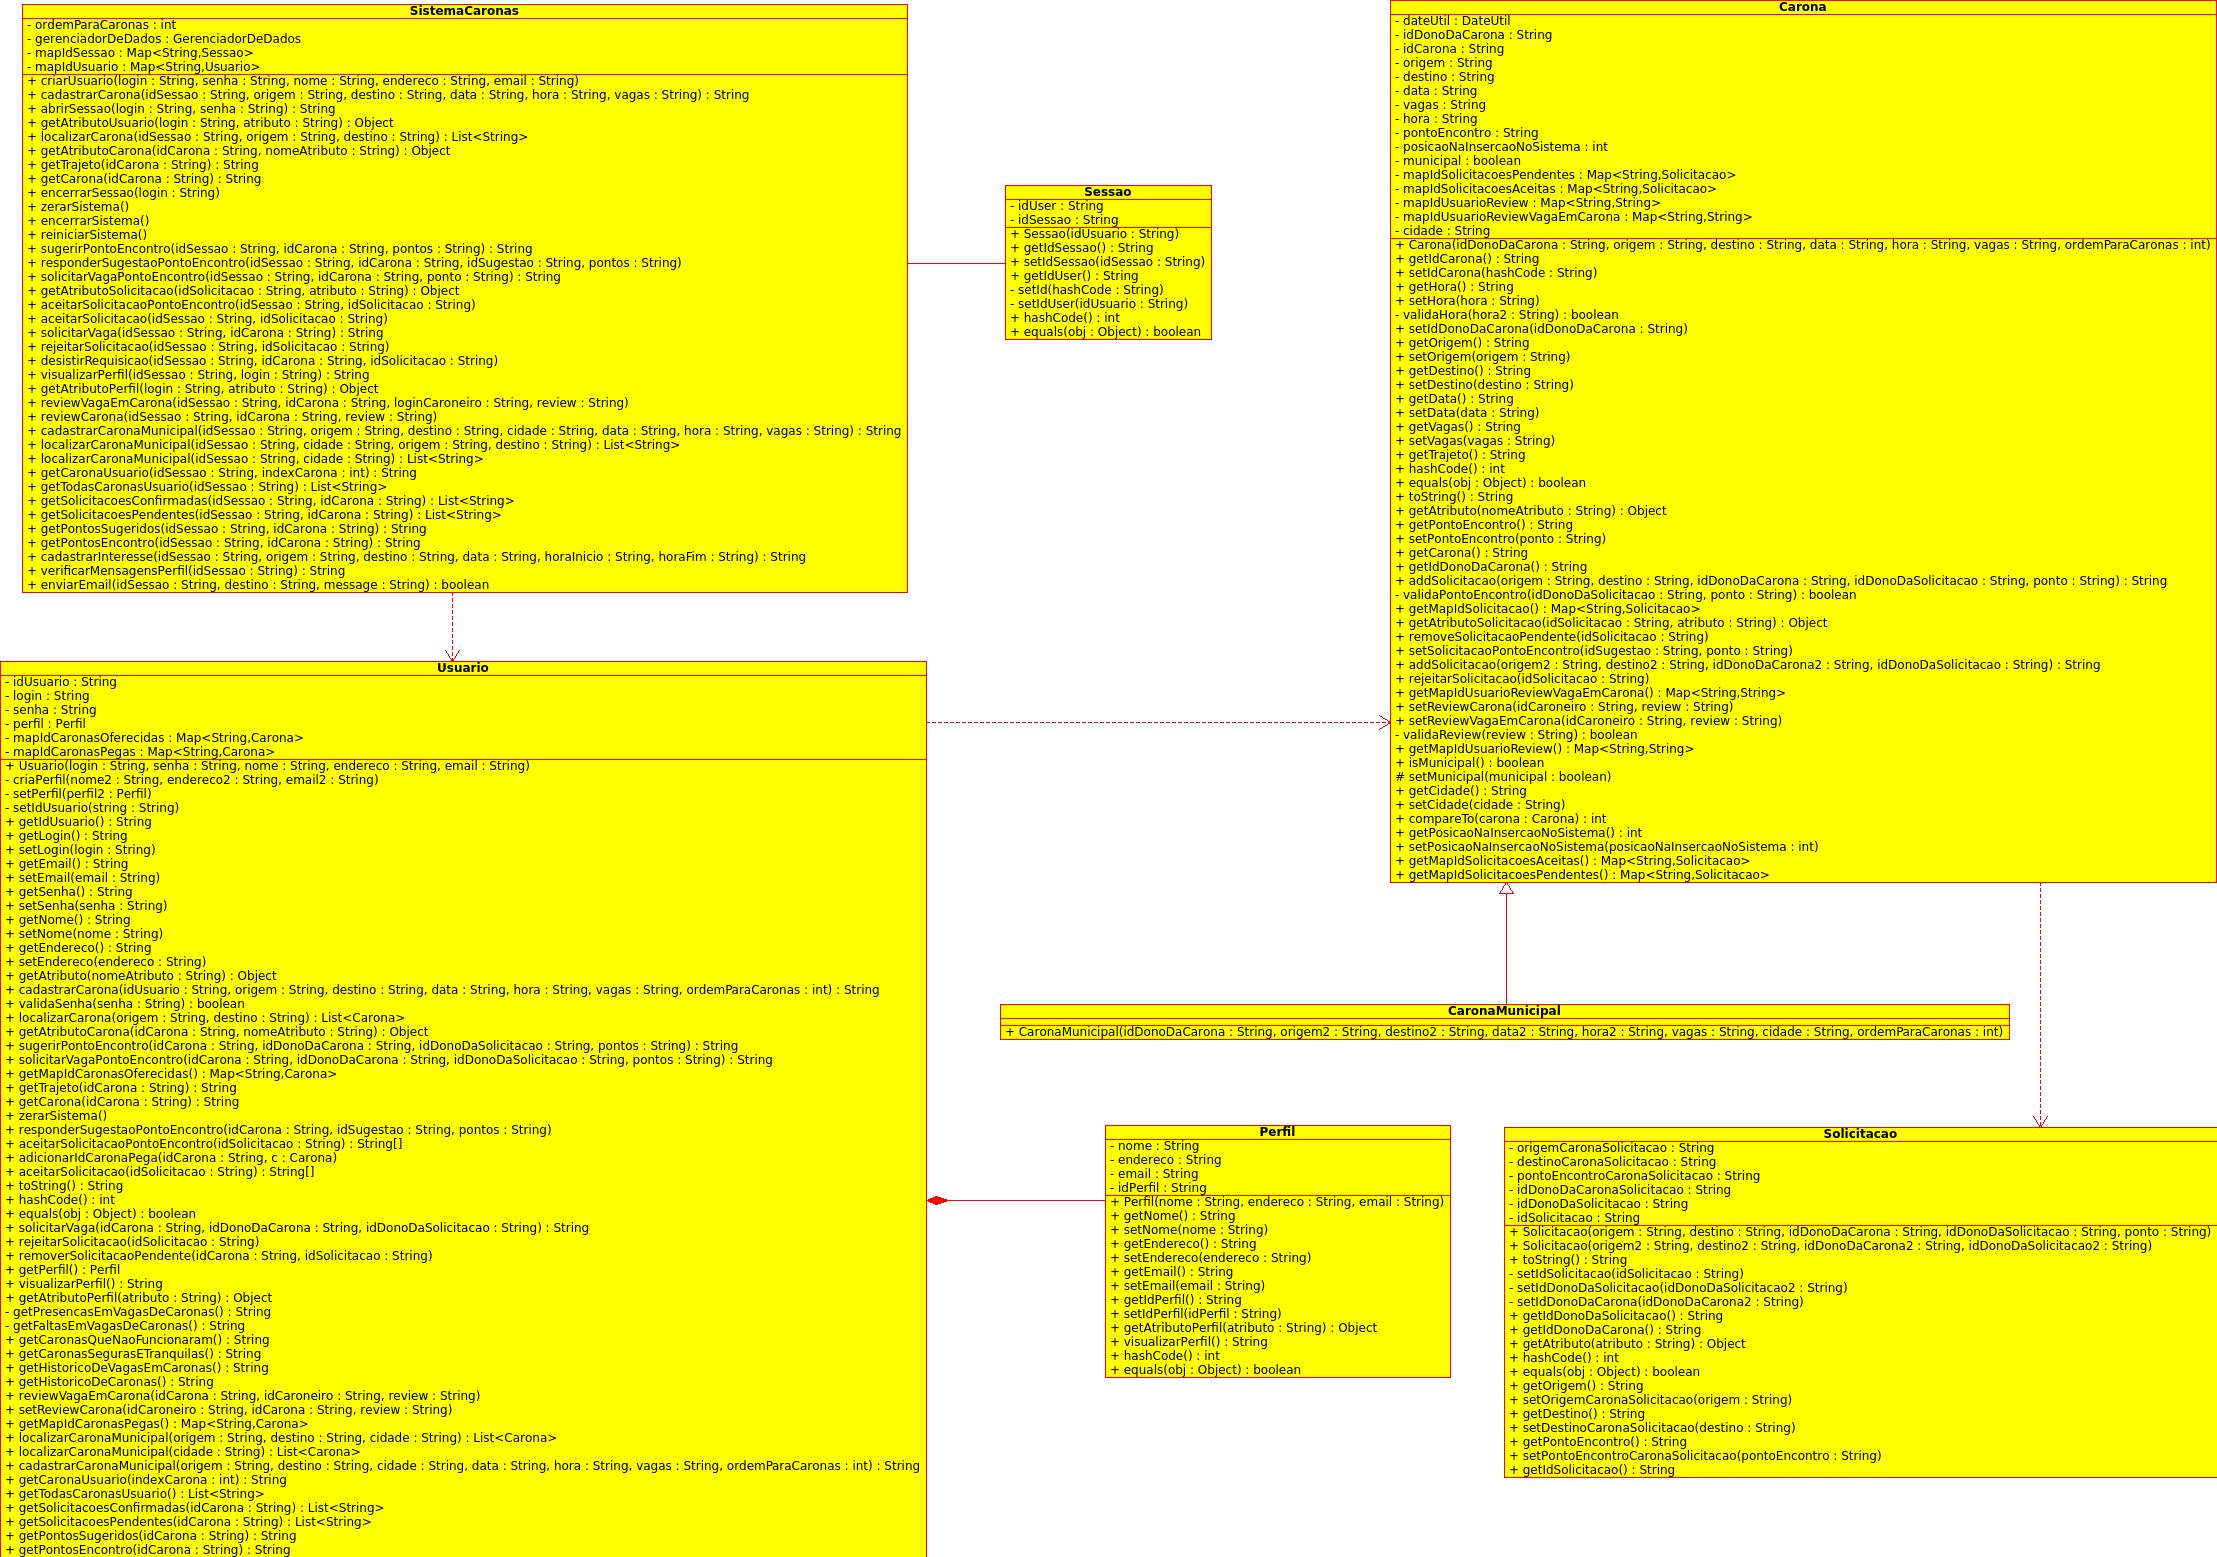 SistemaCaronas
- ordemParaCaronas : int
- gerenciadorDeDados : GerenciadorDeDados
- mapIdSessao : Map<String,Sessao>
- mapIdUsuario : Map<String,Usuario>
+ criarUsuario(login : String, senha : String, nome : String, endereco : String, email : String)
+ cadastrarCarona(idSessao : String, origem : String, destino : String, data : String, hora : String, vagas : String) : String
+ abrirSessao(login : String, senha : String) : String
+ getAtributoUsuario(login : String, atributo : String) : Object
+ localizarCarona(idSessao : String, origem : String, destino : String) : List<String>
+ getAtributoCarona(idCarona : String, nomeAtributo : String) : Object
+ getTrajeto(idCarona : String) : String
+ getCarona(idCarona : String) : String
+ encerrarSessao(login : String)
+ zerarSistema()
+ encerrarSistema()
+ reiniciarSistema()
+ sugerirPontoEncontro(idSessao : String, idCarona : String, pontos : String) : String
+ responderSugestaoPontoEncontro(idSessao : String, idCarona : String, idSugestao : String, pontos : String)
+ solicitarVagaPontoEncontro(idSessao : String, idCarona : String, ponto : String) : String
+ getAtributoSolicitacao(idSolicitacao : String, atributo : String) : Object
+ aceitarSolicitacaoPontoEncontro(idSessao : String, idSolicitacao : String)
+ aceitarSolicitacao(idSessao : String, idSolicitacao : String)
+ solicitarVaga(idSessao : String, idCarona : String) : String
+ rejeitarSolicitacao(idSessao : String, idSolicitacao : String)
+ desistirRequisicao(idSessao : String, idCarona : String, idSolicitacao : String)
+ visualizarPerfil(idSessao : String, login : String) : String
+ getAtributoPerfil(login : String, atributo : String) : Object
+ reviewVagaEmCarona(idSessao : String, idCarona : String, loginCaroneiro : String, review : String)
+ reviewCarona(idSessao : String, idCarona : String, review : String)
+ cadastrarCaronaMunicipal(idSessao : String, origem : String, destino : String, cidade : String, data : String, hora : String, vagas : String) : String
+ localizarCaronaMunicipal(idSessao : String, cidade : String, origem : String, destino : String) : List<String>
+ localizarCaronaMunicipal(idSessao : String, cidade : String) : List<String>
+ getCaronaUsuario(idSessao : String, indexCarona : int) : String
+ getTodasCaronasUsuario(idSessao : String) : List<String>
+ getSolicitacoesConfirmadas(idSessao : String, idCarona : String) : List<String>
+ getSolicitacoesPendentes(idSessao : String, idCarona : String) : List<String>
+ getPontosSugeridos(idSessao : String, idCarona : String) : String
+ getPontosEncontro(idSessao : String, idCarona : String) : String
+ cadastrarInteresse(idSessao : String, origem : String, destino : String, data : String, horaInicio : String, horaFim : String) : String
+ verificarMensagensPerfil(idSessao : String) : String
+ enviarEmail(idSessao : String, destino : String, message : String) : boolean
Sessao
- idUser : String
- idSessao : String
+ Sessao(idUsuario : String)
+ getIdSessao() : String
+ setIdSessao(idSessao : String)
+ getIdUser() : String
- setId(hashCode : String)
- setIdUser(idUsuario : String)
+ hashCode() : int
+ equals(obj : Object) : boolean
Carona
- dateUtil : DateUtil
- idDonoDaCarona : String
- idCarona : String
- origem : String
- destino : String
- data : String
- vagas : String
- hora : String
- pontoEncontro : String
- posicaoNaInsercaoNoSistema : int
- municipal : boolean
- mapIdSolicitacoesPendentes : Map<String,Solicitacao>
- mapIdSolicitacoesAceitas : Map<String,Solicitacao>
- mapIdUsuarioReview : Map<String,String>
- mapIdUsuarioReviewVagaEmCarona : Map<String,String>
- cidade : String
+ Carona(idDonoDaCarona : String, origem : String, destino : String, data : String, hora : String, vagas : String, ordemParaCaronas : int)
+ getIdCarona() : String
+ setIdCarona(hashCode : String)
+ getHora() : String
+ setHora(hora : String)
- validaHora(hora2 : String) : boolean
+ setIdDonoDaCarona(idDonoDaCarona : String)
+ getOrigem() : String
+ setOrigem(origem : String)
+ getDestino() : String
+ setDestino(destino : String)
+ getData() : String
+ setData(data : String)
+ getVagas() : String
+ setVagas(vagas : String)
+ getTrajeto() : String
+ hashCode() : int
+ equals(obj : Object) : boolean
+ toString() : String
+ getAtributo(nomeAtributo : String) : Object
+ getPontoEncontro() : String
+ setPontoEncontro(ponto : String)
+ getCarona() : String
+ getIdDonoDaCarona() : String
+ addSolicitacao(origem : String, destino : String, idDonoDaCarona : String, idDonoDaSolicitacao : String, ponto : String) : String
- validaPontoEncontro(idDonoDaSolicitacao : String, ponto : String) : boolean
+ getMapIdSolicitacao() : Map<String,Solicitacao>
+ getAtributoSolicitacao(idSolicitacao : String, atributo : String) : Object
+ removeSolicitacaoPendente(idSolicitacao : String)
+ setSolicitacaoPontoEncontro(idSugestao : String, ponto : String)
+ addSolicitacao(origem2 : String, destino2 : String, idDonoDaCarona2 : String, idDonoDaSolicitacao : String) : String
+ rejeitarSolicitacao(idSolicitacao : String)
+ getMapIdUsuarioReviewVagaEmCarona() : Map<String,String>
+ setReviewCarona(idCaroneiro : String, review : String)
+ setReviewVagaEmCarona(idCaroneiro : String, review : String)
- validaReview(review : String) : boolean
+ getMapIdUsuarioReview() : Map<String,String>
+ isMunicipal() : boolean
# setMunicipal(municipal : boolean)
+ getCidade() : String
+ setCidade(cidade : String)
+ compareTo(carona : Carona) : int
+ getPosicaoNaInsercaoNoSistema() : int
+ setPosicaoNaInsercaoNoSistema(posicaoNaInsercaoNoSistema : int)
+ getMapIdSolicitacoesAceitas() : Map<String,Solicitacao>
+ getMapIdSolicitacoesPendentes() : Map<String,Solicitacao>
Usuario
- idUsuario : String
- login : String
- senha : String
- perfil : Perfil
- mapIdCaronasOferecidas : Map<String,Carona>
- mapIdCaronasPegas : Map<String,Carona>
+ Usuario(login : String, senha : String, nome : String, endereco : String, email : String)
- criaPerfil(nome2 : String, endereco2 : String, email2 : String)
- setPerfil(perfil2 : Perfil)
- setIdUsuario(string : String)
+ getIdUsuario() : String
+ getLogin() : String
+ setLogin(login : String)
+ getEmail() : String
+ setEmail(email : String)
+ getSenha() : String
+ setSenha(senha : String)
+ getNome() : String
+ setNome(nome : String)
+ getEndereco() : String
+ setEndereco(endereco : String)
+ getAtributo(nomeAtributo : String) : Object
+ cadastrarCarona(idUsuario : String, origem : String, destino : String, data : String, hora : String, vagas : String, ordemParaCaronas : int) : String
+ validaSenha(senha : String) : boolean
+ localizarCarona(origem : String, destino : String) : List<Carona>
+ getAtributoCarona(idCarona : String, nomeAtributo : String) : Object
+ sugerirPontoEncontro(idCarona : String, idDonoDaCarona : String, idDonoDaSolicitacao : String, pontos : String) : String
+ solicitarVagaPontoEncontro(idCarona : String, idDonoDaCarona : String, idDonoDaSolicitacao : String, pontos : String) : String
+ getMapIdCaronasOferecidas() : Map<String,Carona>
+ getTrajeto(idCarona : String) : String
+ getCarona(idCarona : String) : String
+ zerarSistema()
+ responderSugestaoPontoEncontro(idCarona : String, idSugestao : String, pontos : String)
+ aceitarSolicitacaoPontoEncontro(idSolicitacao : String) : String[]
+ adicionarIdCaronaPega(idCarona : String, c : Carona)
+ aceitarSolicitacao(idSolicitacao : String) : String[]
+ toString() : String
+ hashCode() : int
+ equals(obj : Object) : boolean
+ solicitarVaga(idCarona : String, idDonoDaCarona : String, idDonoDaSolicitacao : String) : String
+ rejeitarSolicitacao(idSolicitacao : String)
+ removerSolicitacaoPendente(idCarona : String, idSolicitacao : String)
+ getPerfil() : Perfil
+ visualizarPerfil() : String
+ getAtributoPerfil(atributo : String) : Object
- getPresencasEmVagasDeCaronas() : String
- getFaltasEmVagasDeCaronas() : String
+ getCaronasQueNaoFuncionaram() : String
+ getCaronasSegurasETranquilas() : String
+ getHistoricoDeVagasEmCaronas() : String
+ getHistoricoDeCaronas() : String
+ reviewVagaEmCarona(idCarona : String, idCaroneiro : String, review : String)
+ setReviewCarona(idCaroneiro : String, idCarona : String, review : String)
+ getMapIdCaronasPegas() : Map<String,Carona>
+ localizarCaronaMunicipal(origem : String, destino : String, cidade : String) : List<Carona>
+ localizarCaronaMunicipal(cidade : String) : List<Carona>
+ cadastrarCaronaMunicipal(origem : String, destino : String, cidade : String, data : String, hora : String, vagas : String, ordemParaCaronas : int) : String
+ getCaronaUsuario(indexCarona : int) : String
+ getTodasCaronasUsuario() : List<String>
+ getSolicitacoesConfirmadas(idCarona : String) : List<String>
+ getSolicitacoesPendentes(idCarona : String) : List<String>
+ getPontosSugeridos(idCarona : String) : String
+ getPontosEncontro(idCarona : String) : String
CaronaMunicipal
+ CaronaMunicipal(idDonoDaCarona : String, origem2 : String, destino2 : String, data2 : String, hora2 : String, vagas : String, cidade : String, ordemParaCaronas : int)
Perfil
- nome : String
- endereco : String
- email : String
- idPerfil : String
+ Perfil(nome : String, endereco : String, email : String)
+ getNome() : String
+ setNome(nome : String)
+ getEndereco() : String
+ setEndereco(endereco : String)
+ getEmail() : String
+ setEmail(email : String)
+ getIdPerfil() : String
+ setIdPerfil(idPerfil : String)
+ getAtributoPerfil(atributo : String) : Object
+ visualizarPerfil() : String
+ hashCode() : int
+ equals(obj : Object) : boolean
Solicitacao
- origemCaronaSolicitacao : String
- destinoCaronaSolicitacao : String
- pontoEncontroCaronaSolicitacao : String
- idDonoDaCaronaSolicitacao : String
- idDonoDaSolicitacao : String
- idSolicitacao : String
+ Solicitacao(origem : String, destino : String, idDonoDaCarona : String, idDonoDaSolicitacao : String, ponto : String)
+ Solicitacao(origem2 : String, destino2 : String, idDonoDaCarona2 : String, idDonoDaSolicitacao2 : String)
+ toString() : String
- setIdSolicitacao(idSolicitacao : String)
- setIdDonoDaSolicitacao(idDonoDaSolicitacao2 : String)
- setIdDonoDaCarona(idDonoDaCarona2 : String)
+ getIdDonoDaSolicitacao() : String
+ getIdDonoDaCarona() : String
+ getAtributo(atributo : String) : Object
+ hashCode() : int
+ equals(obj : Object) : boolean
+ getOrigem() : String
+ setOrigemCaronaSolicitacao(origem : String)
+ getDestino() : String
+ setDestinoCaronaSolicitacao(destino : String)
+ getPontoEncontro() : String
+ setPontoEncontroCaronaSolicitacao(pontoEncontro : String)
+ getIdSolicitacao() : String